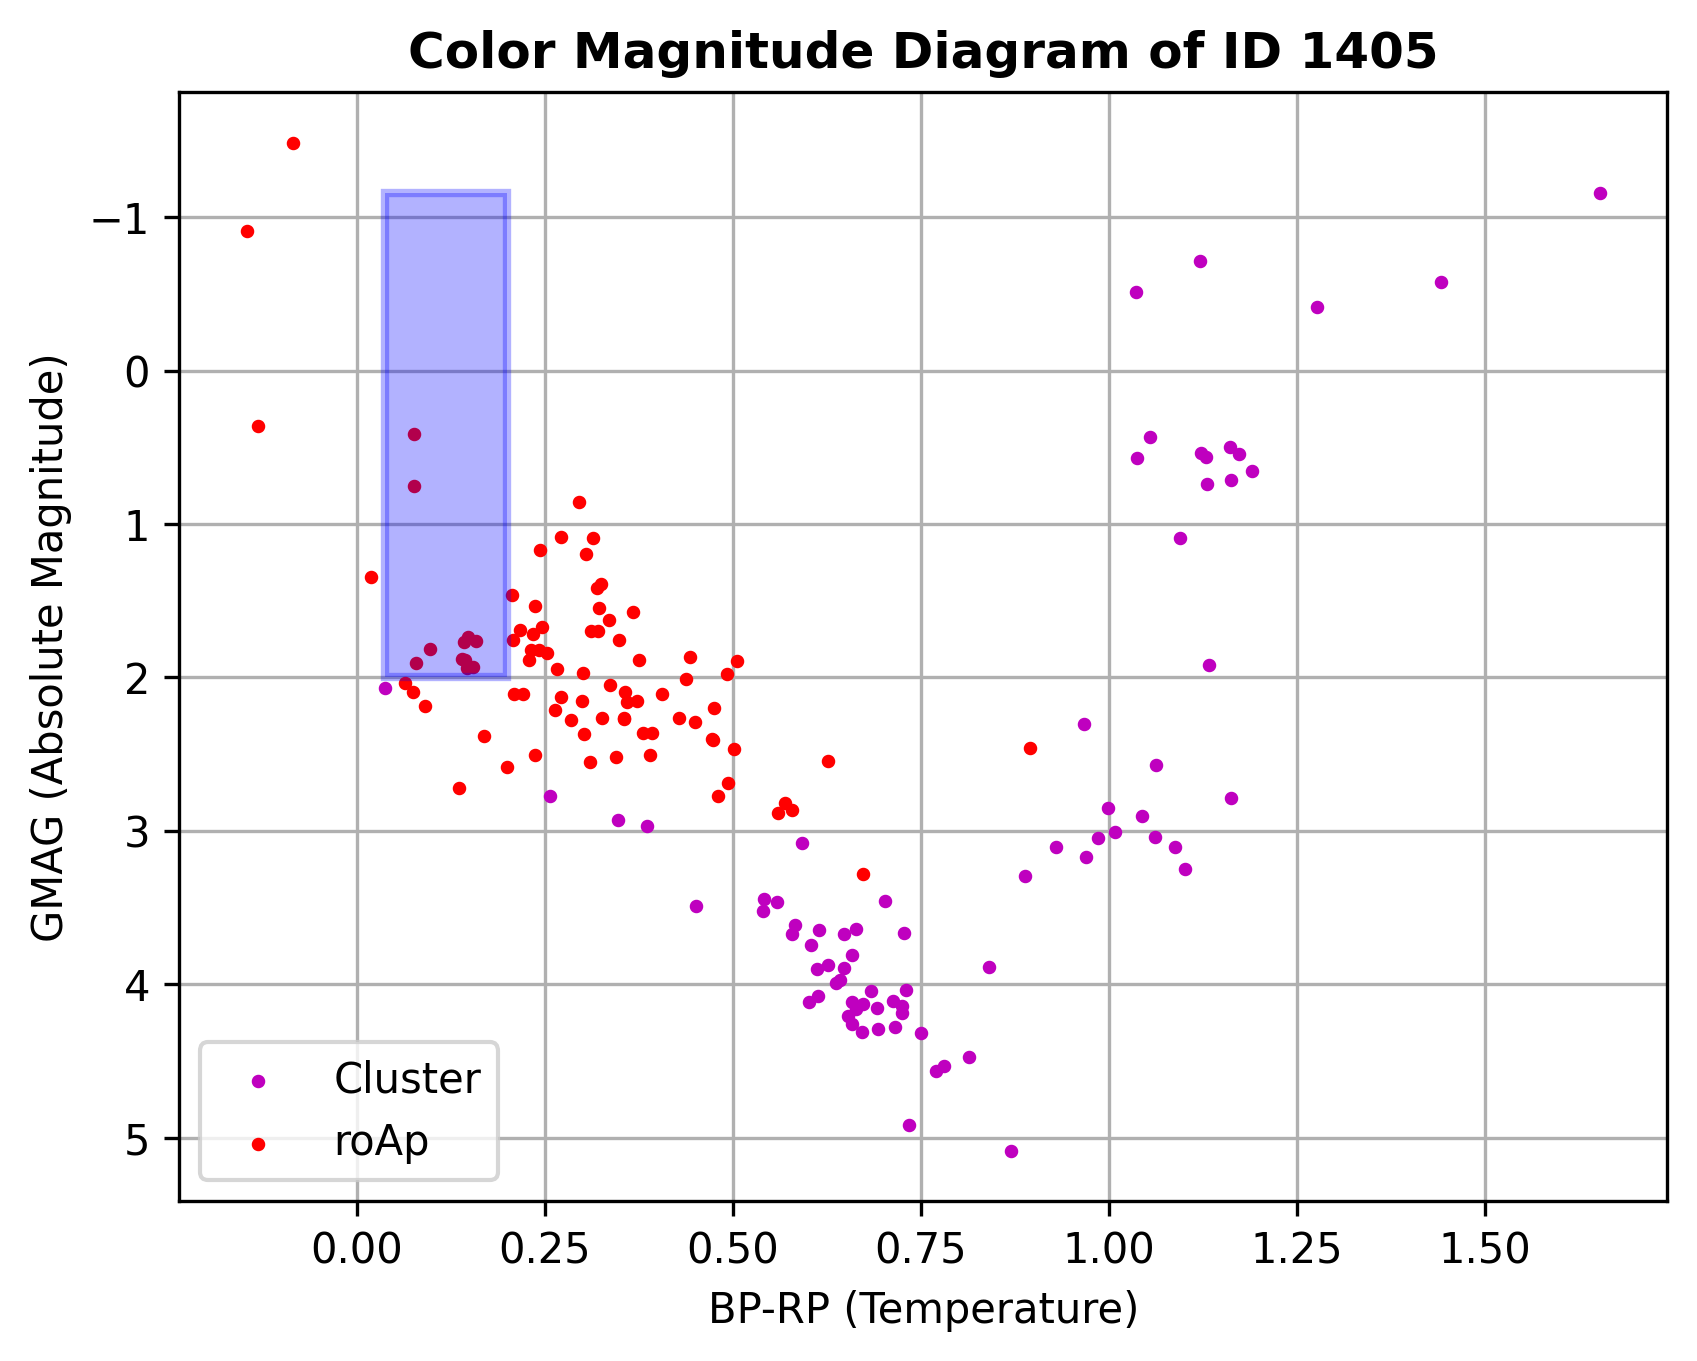 Color Magnitude Diagram of ID 1405
GMAG (Absolute Magnitude)
−1
0
1
2
3
4
5
Cluster
roAp
0.00 0.25 0.50 0.75 1.00 1.25 1.50
BP-RP (Temperature)